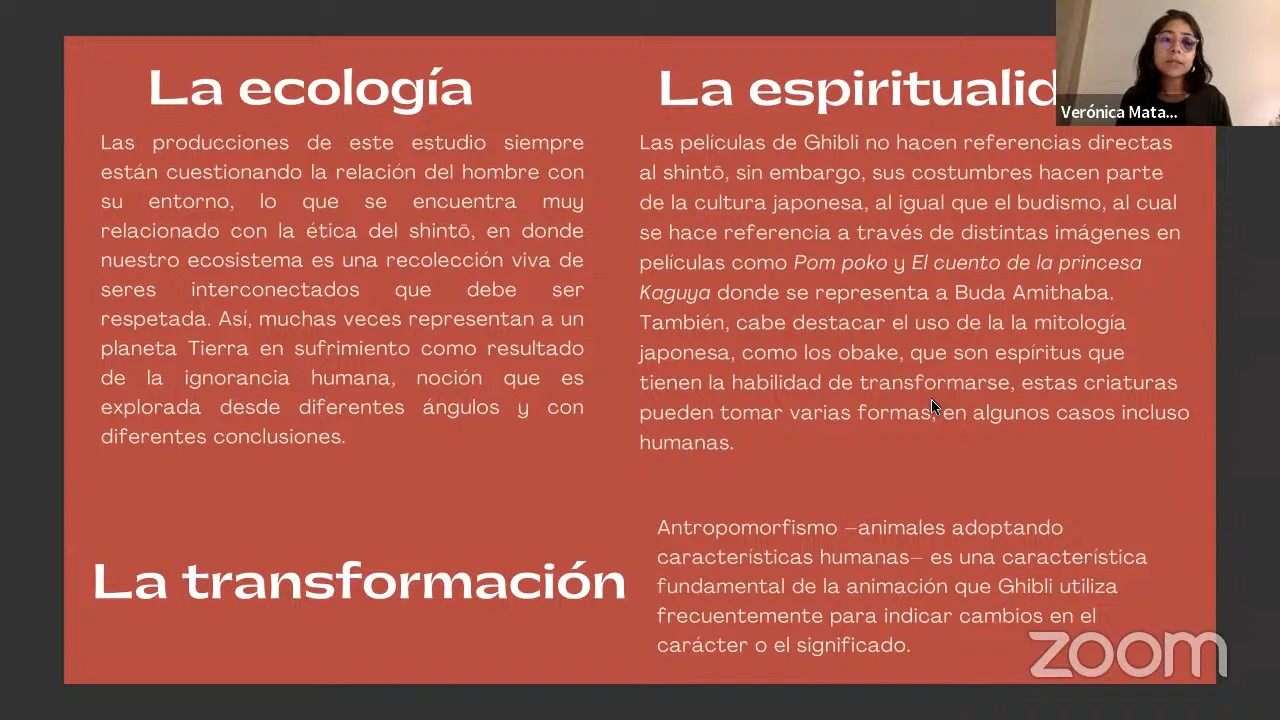 La ecología
Las producciones de este estudio siempre
están cuestionando la relación del hombre con
su entorno, lo que se encuentra muy
relacionado con la ética del shintō, en donde
nuestro ecosistema es una recolección viva de
seres interconectados que debe ser
respetada. Así, muchas veces representan a un
planeta Tierra en sufrimiento como resultado
de la ignorancia humana, noción que es
explorada desde diferentes ángulos y con
diferentes conclusiones.
La espiritualid
Verónica Mata...
Las películas de Ghibli no hacen referencias directas
al shintō, sin embargo, sus costumbres hacen parte
de la cultura japonesa, al igual que el budismo, al cual
se hace referencia a través de distintas imágenes en
películas como Pom poko y El cuento de la princesa
Kaguya donde se representa a Buda Amithaba.
También, cabe destacar el uso de la la mitología
japonesa, como los obake, que son espíritus que
tienen la habilidad de transformarse, estas criaturas
pueden tomar varias formas, en algunos casos incluso
humanas.
La transformación
Antropomorfismo —animales adoptando
características humanas— es una característica
fundamental de la animación que Ghibli utiliza
frecuentemente para indicar cambios en el
carácter o el significado.
zoom